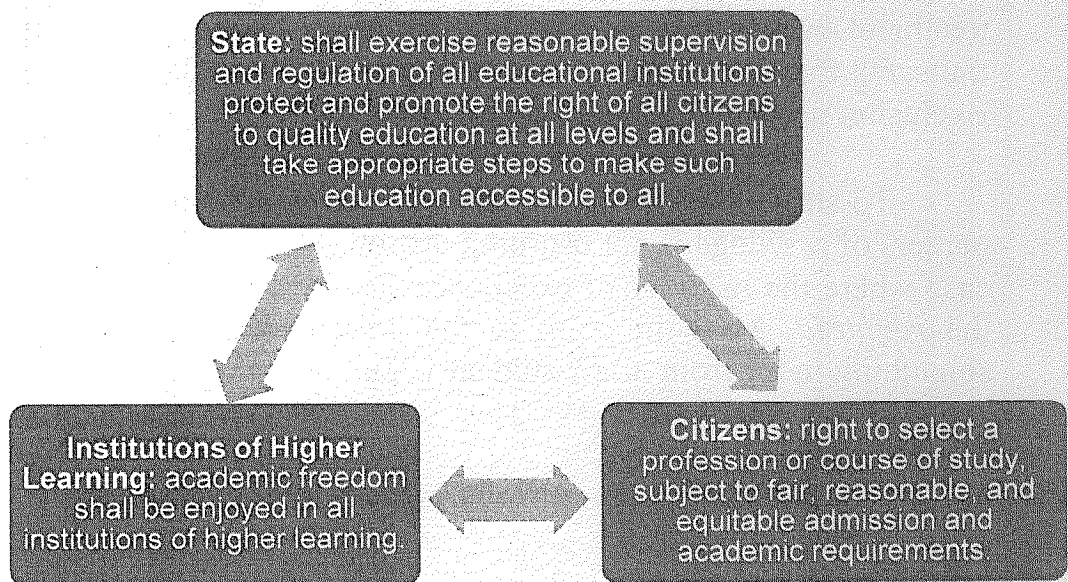 State: shall exercise reasonable supervision
and regulation of all educational institutions;
protect and promote the right of all citizens
to quality education at all levels and shall
take appropriate steps to make such
education accessible to all.
Institutions of Higher
Learning: academic freedom
shall be enjoyed in all
institutions of higher learning.
Citizens: right to select a
profession or course of study,
subject to fair, reasonable, and
equitable admission and
academic requirements.